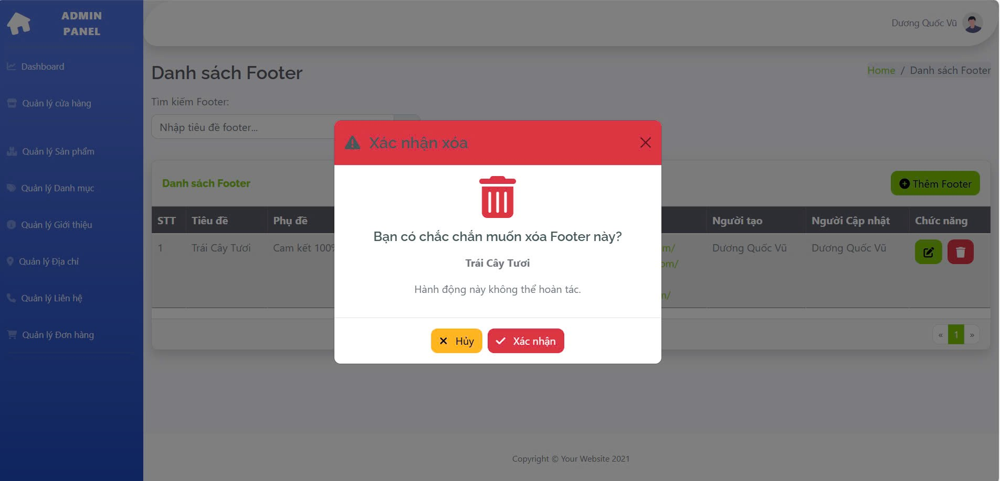 ADMIN
PANEL
Dashboard
Quản lý cửa hàng
Quản lý Sản phẩm
Quản lý Danh mục
Quản lý Giới thiệu
Quản lý Địa chỉ
Quản lý Liên hệ
Quản lý Đơn hàng
Dương Quốc Vũ
Danh sách Footer
Home / Danh sách Footer
Tìm kiếm Footer:
Nhập tiêu đề footer...
Danh sách Footer
Thêm Footer
STT Tiêu đề Phụ đề Người tạo Người Cập nhật Chức năng
1 Trái Cây Tươi Cam kết 100% m/ Dương Quốc Vũ Dương Quốc Vũ
om/
n/
« 1 »
Xác nhận xóa
Bạn có chắc chắn muốn xóa Footer này?
Trái Cây Tươi
Hành động này không thể hoàn tác.
Hủy Xác nhận
Copyright © Your Website 2021